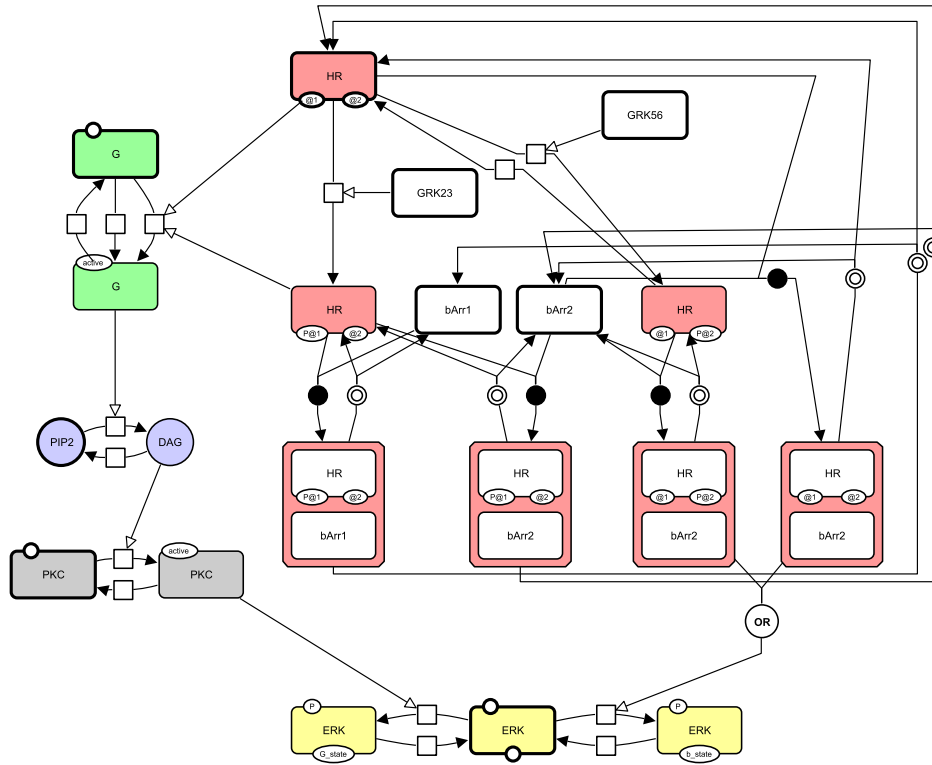 HR
@1 @2
GRK56
G
GRK23
active
G
HR
P@1 @2
bArr1
bArr2
HR
@1 P@2
PIP2
DAG
HR
P@1 @2
bArr1
HR
P@1 @2
bArr2
HR
@1 P@2
bArr2
HR
@1 @2
bArr2
PKC
active
PKC
OR
P
ERK
G_state
ERK
P
ERK
b_state